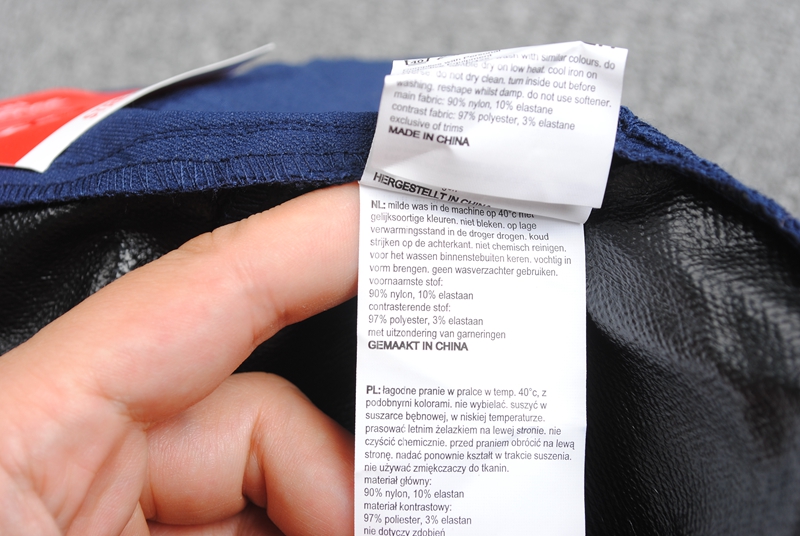 with similar colours, do
dry on low heat. cool iron on
do not dry clean. turn inside out before
washing. reshape whilst damp. do not use softener.
main fabric: 90% nylon, 10% elastane
contrast fabric: 97% polyester, 3% elastane
exclusive of trims
MADE IN CHINA
HERGESTELLT IN CHINA
NL: milde was in de machine op 40°c met
gelijksoortige kleuren. niet bleken. op lage
verwarmingsstand in de droger drogen. koud
strijken op de achterkant. niet chemisch reinigen.
voor het wassen binnenstebuiten keren. vochtig in
vorm brengen. geen wasverzachter gebruiken.
voornaamste stof:
90% nylon, 10% elastaan
contrasterende stof:
97% polyester, 3% elastaan
met uitzondering van garneringen
GEMAAKT IN CHINA
PL: łagodne pranie w pralce w temp. 40°c, z
podobnymi kolorami. nie wybielać. suszyć w
suszarce bębnowej, w niskiej temperaturze.
prasować letnim żelazkiem na lewej stronie. nie
czyścić chemicznie. przed praniem obrócić na lewą
stronę. nadać ponownie kształt w trakcie suszenia.
nie używać zmiękczaczy do tkanin.
materiał główny:
90% nylon, 10% elastan
materiał kontrastowy:
97% poliester, 3% elastan
nie dotyczy zdobień